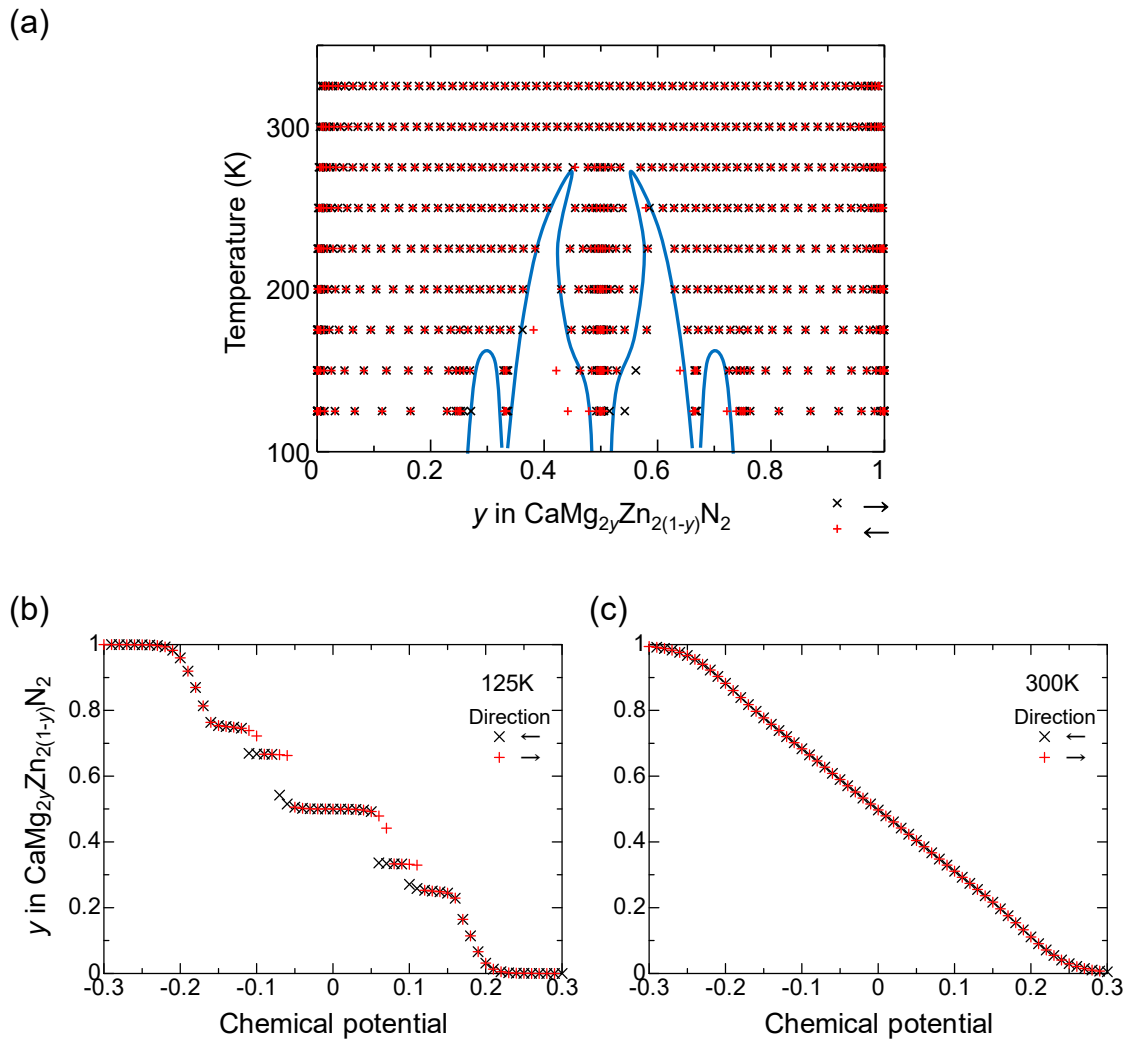 (a)
Temperature (K)
300
200
100
0 0.2 0.4 0.6 0.8 1
y in CaMg2yZn2(1-y)N2
× →
+ ←
(b)
y in CaMg2yZn2(1-y)N2
1
0.8
0.6
0.4
0.2
0
125K
Direction
× ←
+ →
-0.3 -0.2 -0.1 0 0.1 0.2 0.3
Chemical potential
(c)
1
0.8
0.6
0.4
0.2
0
300K
Direction
× ←
+ →
-0.3 -0.2 -0.1 0 0.1 0.2 0.3
Chemical potential